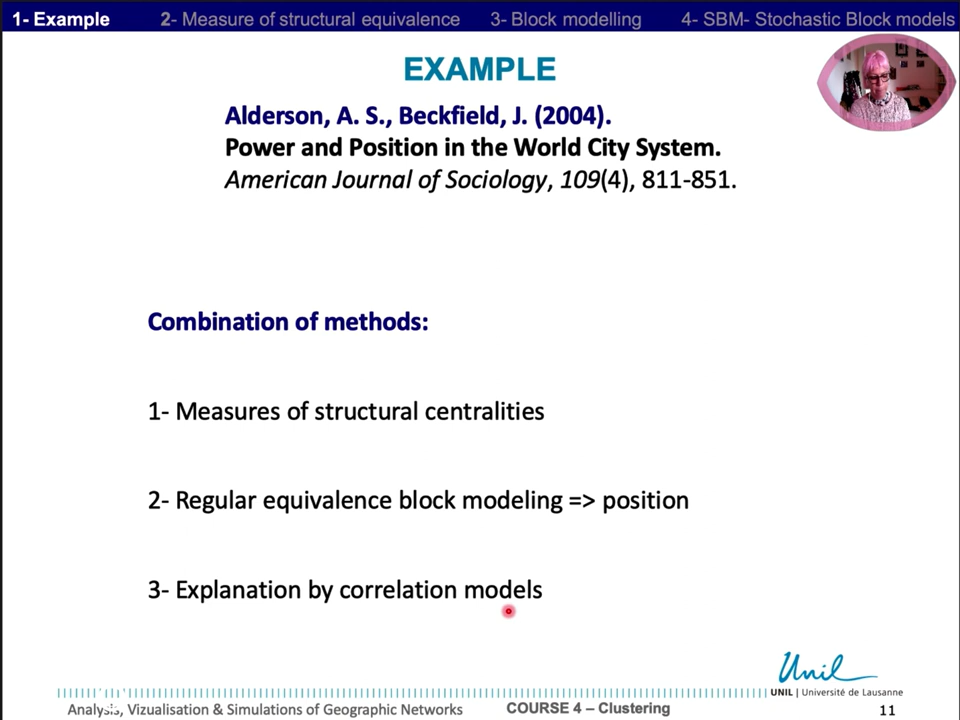 1- Example 2- Measure of structural equivalence 3- Block modelling 4- SBM- Stochastic Block models
EXAMPLE
Alderson, A. S., Beckfield, J. (2004).
Power and Position in the World City System.
American Journal of Sociology, 109(4), 811-851.
Combination of methods:
1- Measures of structural centralities
2- Regular equivalence block modeling => position
3- Explanation by correlation models
Unil
UNIL | Université de Lausanne
Analysis, Vizualisation & Simulations of Geographic Networks COURSE 4 – Clustering 11